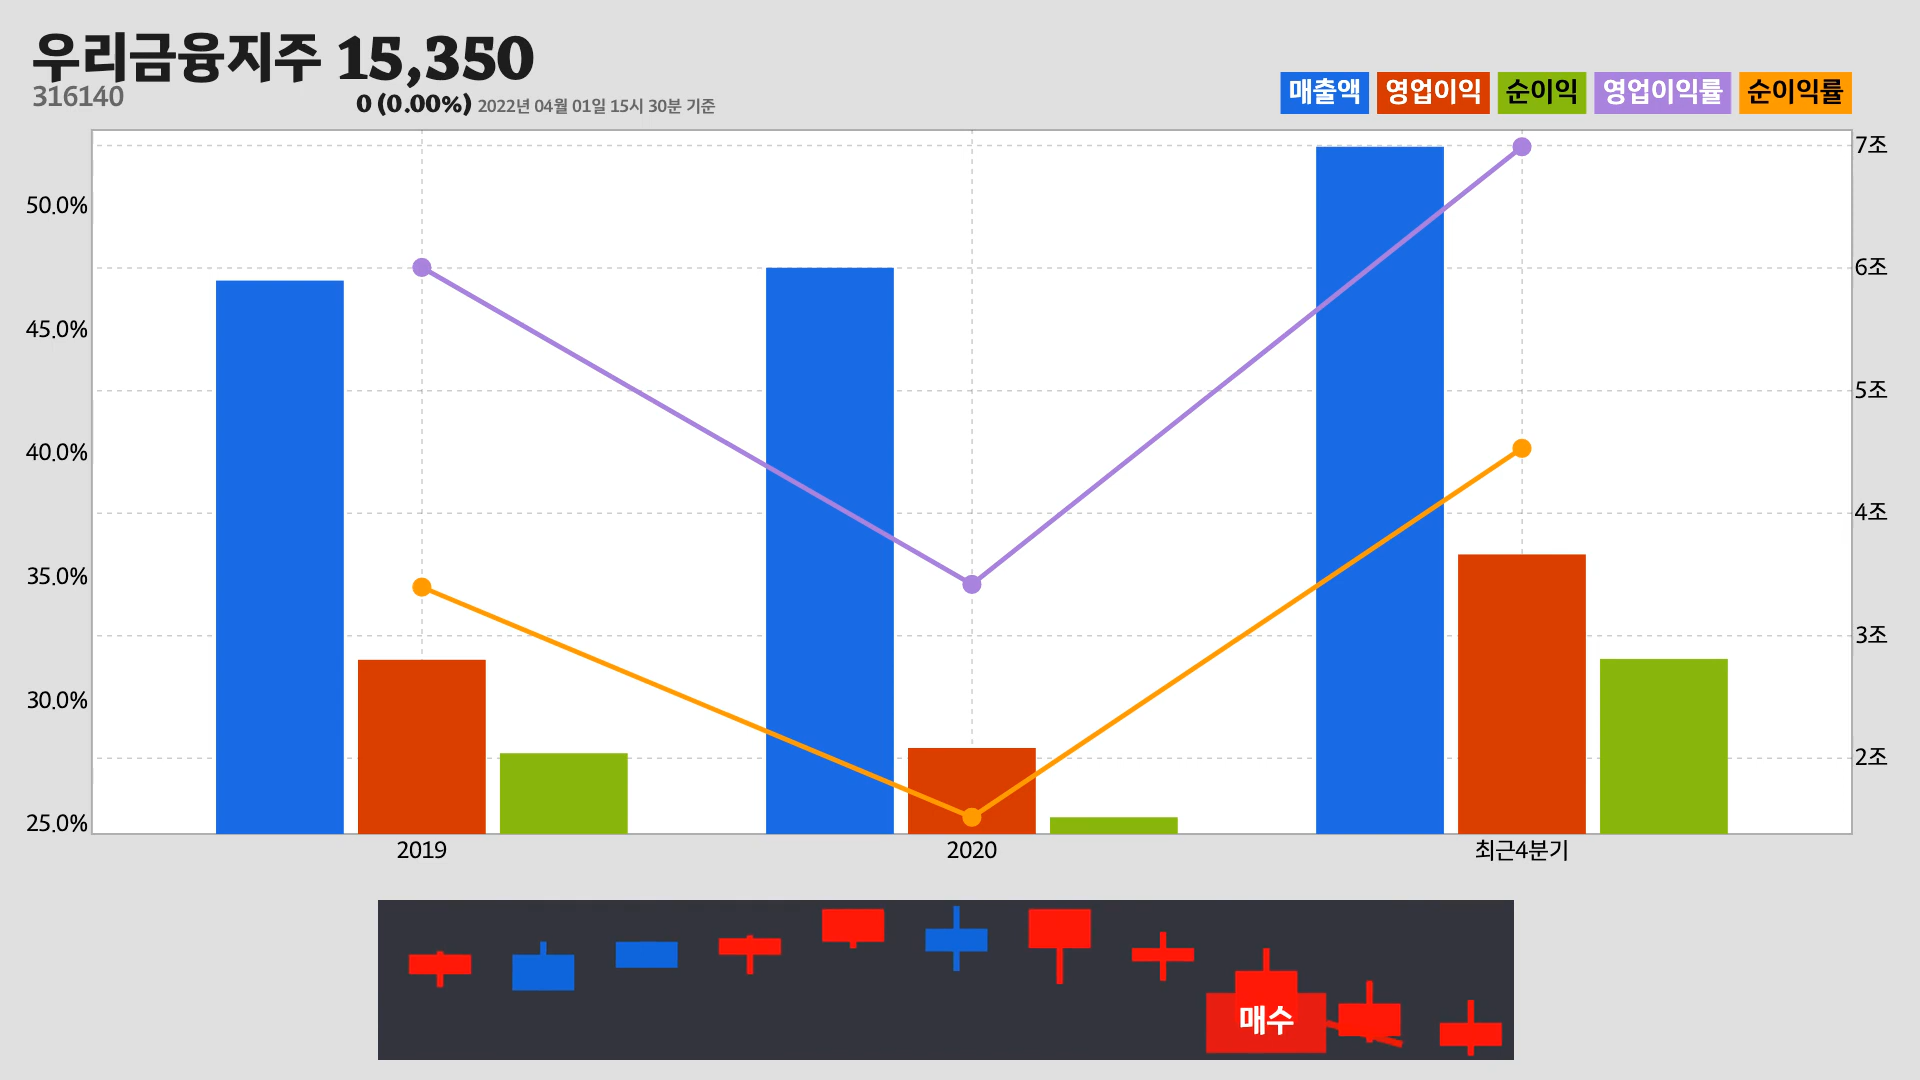 우리금융지주 15,350
316140
0 (0.00%) 2022년 04월 01일 15시 30분 기준
매출액 영업이익 순이익 영업이익률 순이익률
50.0%
45.0%
40.0%
35.0%
30.0%
25.0%
7조
6조
5조
4조
3조
2조
2019 2020 최근4분기
매수